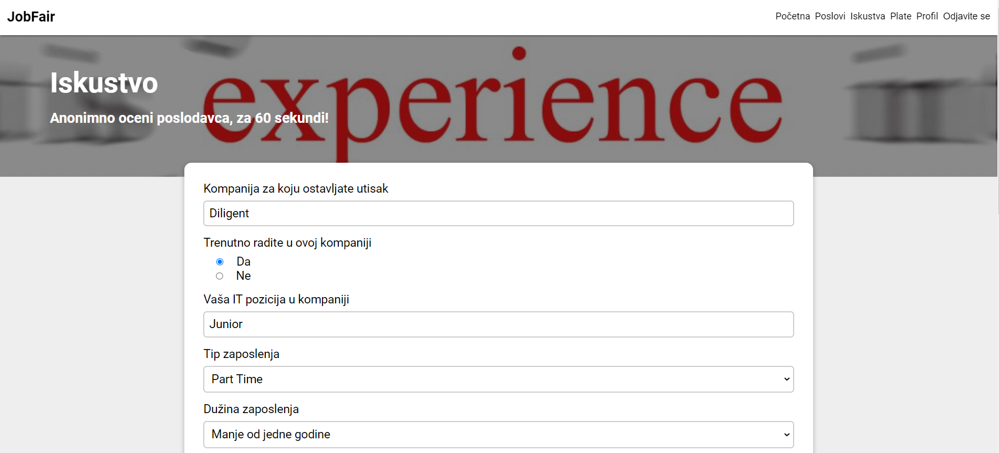 JobFair
Početna Poslovi Iskustva Plate Profil Odjavite se
experience
Iskustvo
Anonimno oceni poslodavca, za 60 sekundi!
Kompanija za koju ostavljate utisak
Diligent
Trenutno radite u ovoj kompaniji
Da
Ne
Vaša IT pozicija u kompaniji
Junior
Tip zaposlenja
Part Time
Dužina zaposlenja
Manje od jedne godine